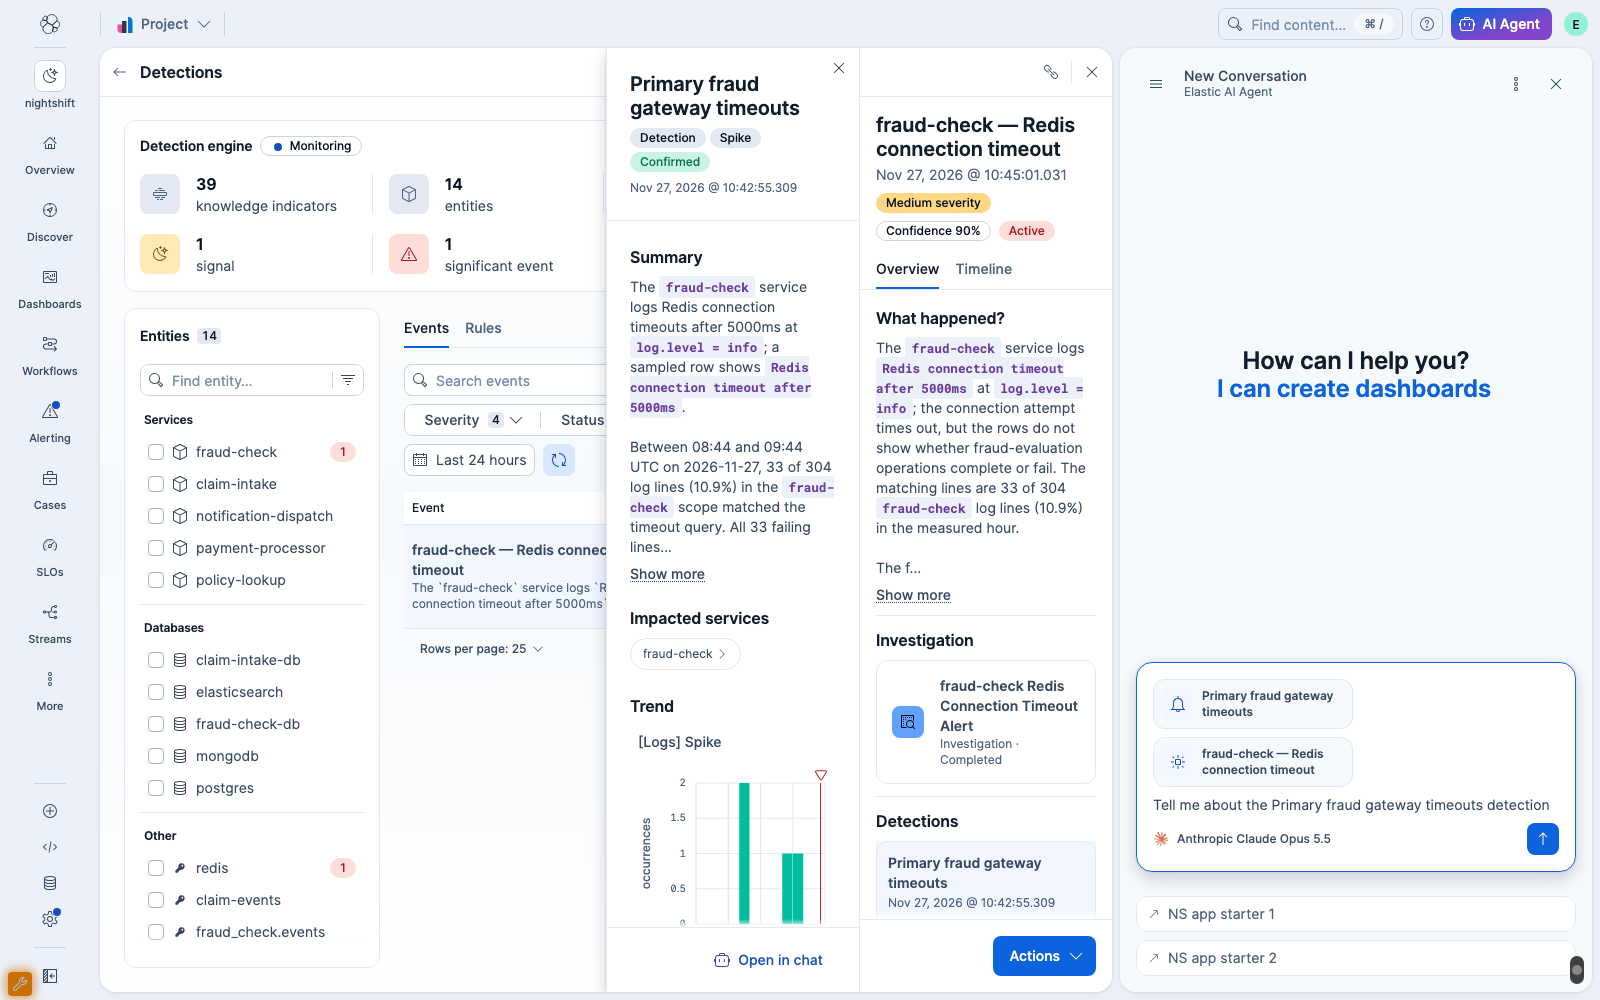 Project
Find content...
⌘ /
AI Agent
E
nightshift
Overview
Discover
Dashboards
Workflows
Alerting
Cases
SLOs
Streams
More
Detections
Detection engine
Monitoring
39
knowledge indicators
14
entities
1
signal
1
significant event
Entities 14
Find entity...
Services
fraud-check 1
claim-intake
notification-dispatch
payment-processor
policy-lookup
Databases
claim-intake-db
elasticsearch
fraud-check-db
mongodb
postgres
Other
redis 1
claim-events
fraud_check.events
Events Rules
Search events
Severity 4
Status
Last 24 hours
Event
fraud-check — Redis connec
timeout
The `fraud-check` service logs `R
connection timeout after 5000ms`
Rows per page: 25
Primary fraud
gateway timeouts
Detection Spike
Confirmed
Nov 27, 2026 @ 10:42:55.309
Summary
The fraud-check service
logs Redis connection
timeouts after 5000ms at
log.level = info ; a
sampled row shows Redis
connection timeout after
5000ms .
Between 08:44 and 09:44
UTC on 2026-11-27, 33 of 304
log lines (10.9%) in the fraud-
check scope matched the
timeout query. All 33 failing
lines...
Show more
Impacted services
fraud-check
Trend
[Logs] Spike
occurrences
2
1.5
1
0.5
0
Open in chat
fraud-check — Redis
connection timeout
Nov 27, 2026 @ 10:45:01.031
Medium severity
Confidence 90% Active
Overview Timeline
What happened?
The fraud-check service logs
Redis connection timeout
after 5000ms at log.level =
info ; the connection attempt
times out, but the rows do not
show whether fraud-evaluation
operations complete or fail. The
matching lines are 33 of 304
fraud-check log lines (10.9%)
in the measured hour.
The f...
Show more
Investigation
fraud-check Redis
Connection Timeout
Alert
Investigation ·
Completed
Detections
Primary fraud gateway
timeouts
Nov 27, 2026 @ 10:42:55.309
Actions
New Conversation
Elastic AI Agent
How can I help you?
I can create dashboards
Primary fraud gateway
timeouts
fraud-check — Redis
connection timeout
Tell me about the Primary fraud gateway timeouts detection
Anthropic Claude Opus 5.5
NS app starter 1
NS app starter 2